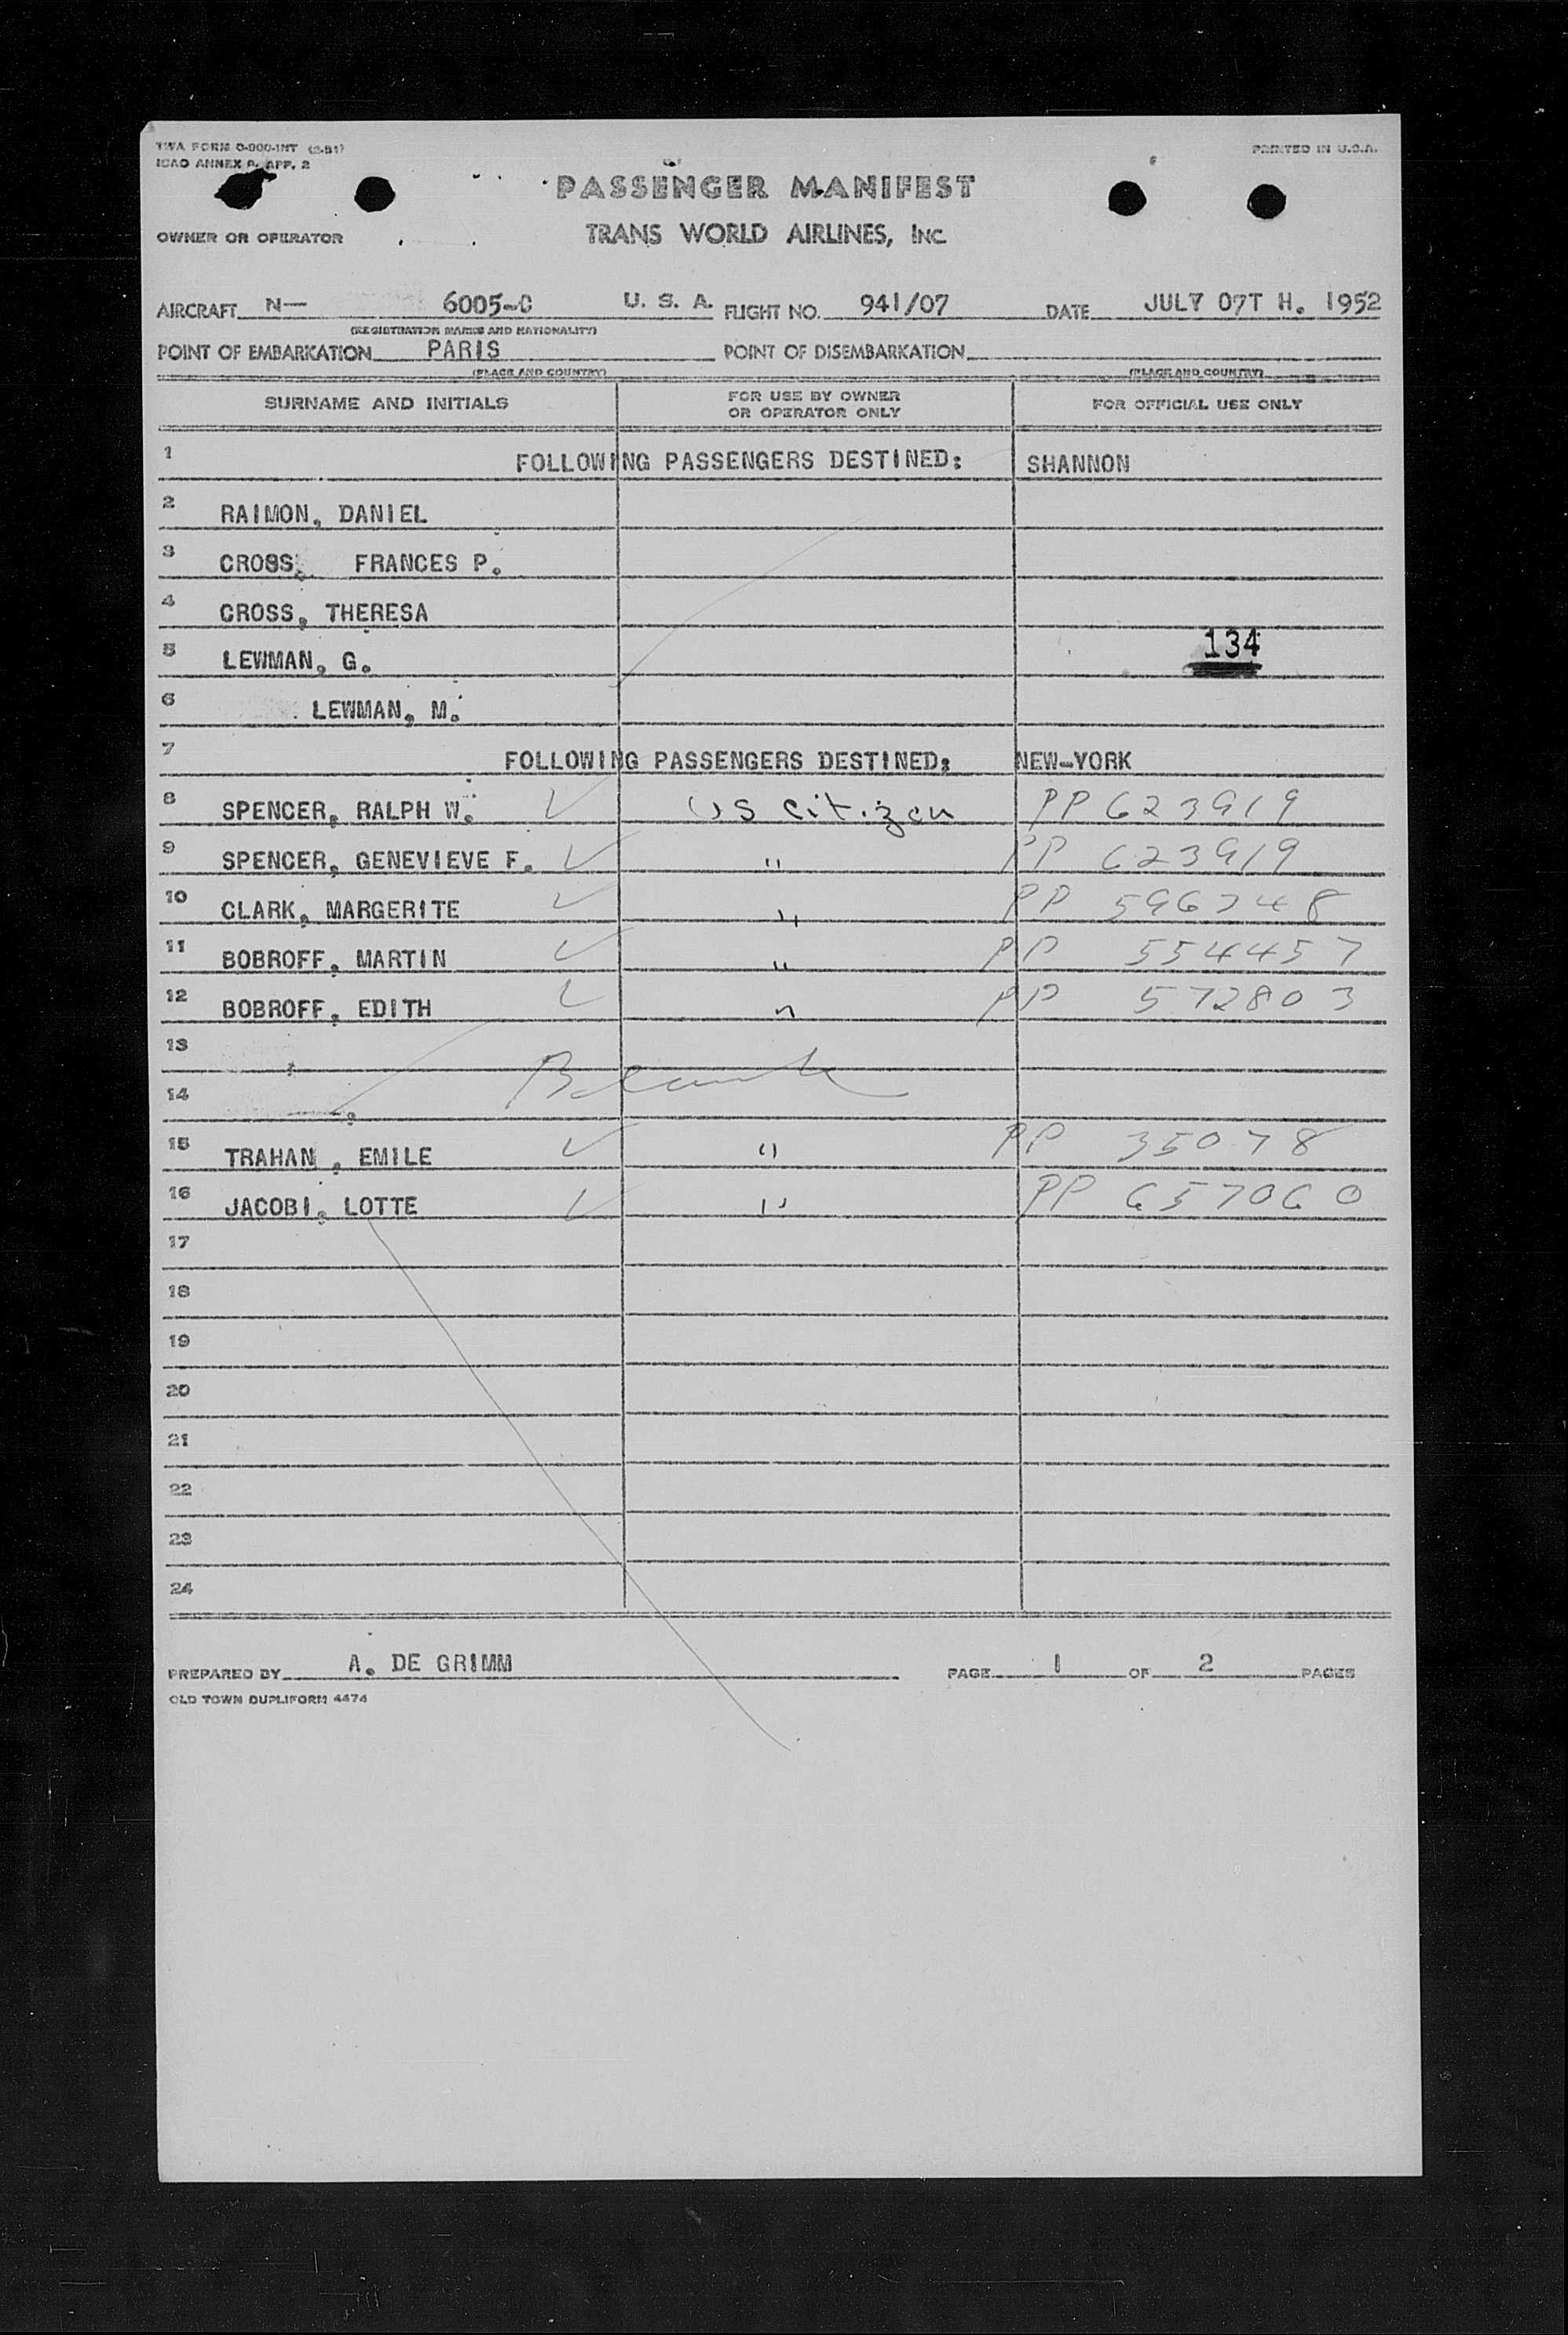 TWA FORM O-000-INT (2-51)
ICAO ANNEX 9, APP. 2
PRINTED IN U.S.A.
PASSENGER MANIFEST
OWNER OR OPERATOR TRANS WORLD AIRLINES, INC.
AIRCRAFT N— 6005-C U. S. A. FLIGHT NO. 941/07 DATE JULY 07T H. 1952
(REGISTRATION MARKS AND NATIONALITY)
POINT OF EMBARKATION PARIS POINT OF DISEMBARKATION
(PLACE AND COUNTRY) (PLACE AND COUNTRY)
SURNAME AND INITIALS FOR USE BY OWNER OR OPERATOR ONLY FOR OFFICIAL USE ONLY
1 FOLLOWING PASSENGERS DESTINED: SHANNON
2 RAIMON, DANIEL
3 CROSS, FRANCES P.
4 CROSS, THERESA
5 LEWMAN, G. 134
6 LEWMAN, M.
7 FOLLOWING PASSENGERS DESTINED: NEW-YORK
8 SPENCER, RALPH W. ✓ US citizen PP 623919
9 SPENCER, GENEVIEVE F. ✓ " PP 623919
10 CLARK, MARGERITE ✓ " PP 596748
11 BOBROFF, MARTIN ✓ " PP 554457
12 BOBROFF, EDITH ✓ " PP 572803
13
14
15 TRAHAN , EMILE ✓ " PP 35078
16 JACOBI, LOTTE ✓ " PP 657060
17
18
19
20
21
22
23
24
PREPARED BY A. DE GRIMM PAGE 1 OF 2 PAGES
OLD TOWN DUPLIFORM 4474